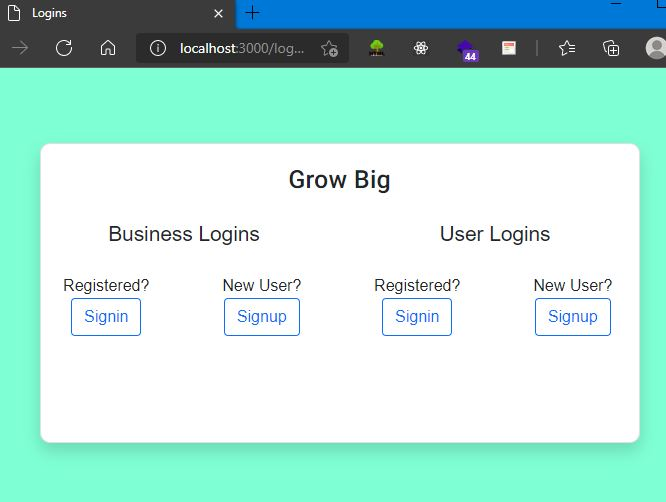 Logins
localhost:3000/log...
44
Grow Big
Business Logins
User Logins
Registered?
New User?
Registered?
New User?
Signin
Signup
Signin
Signup